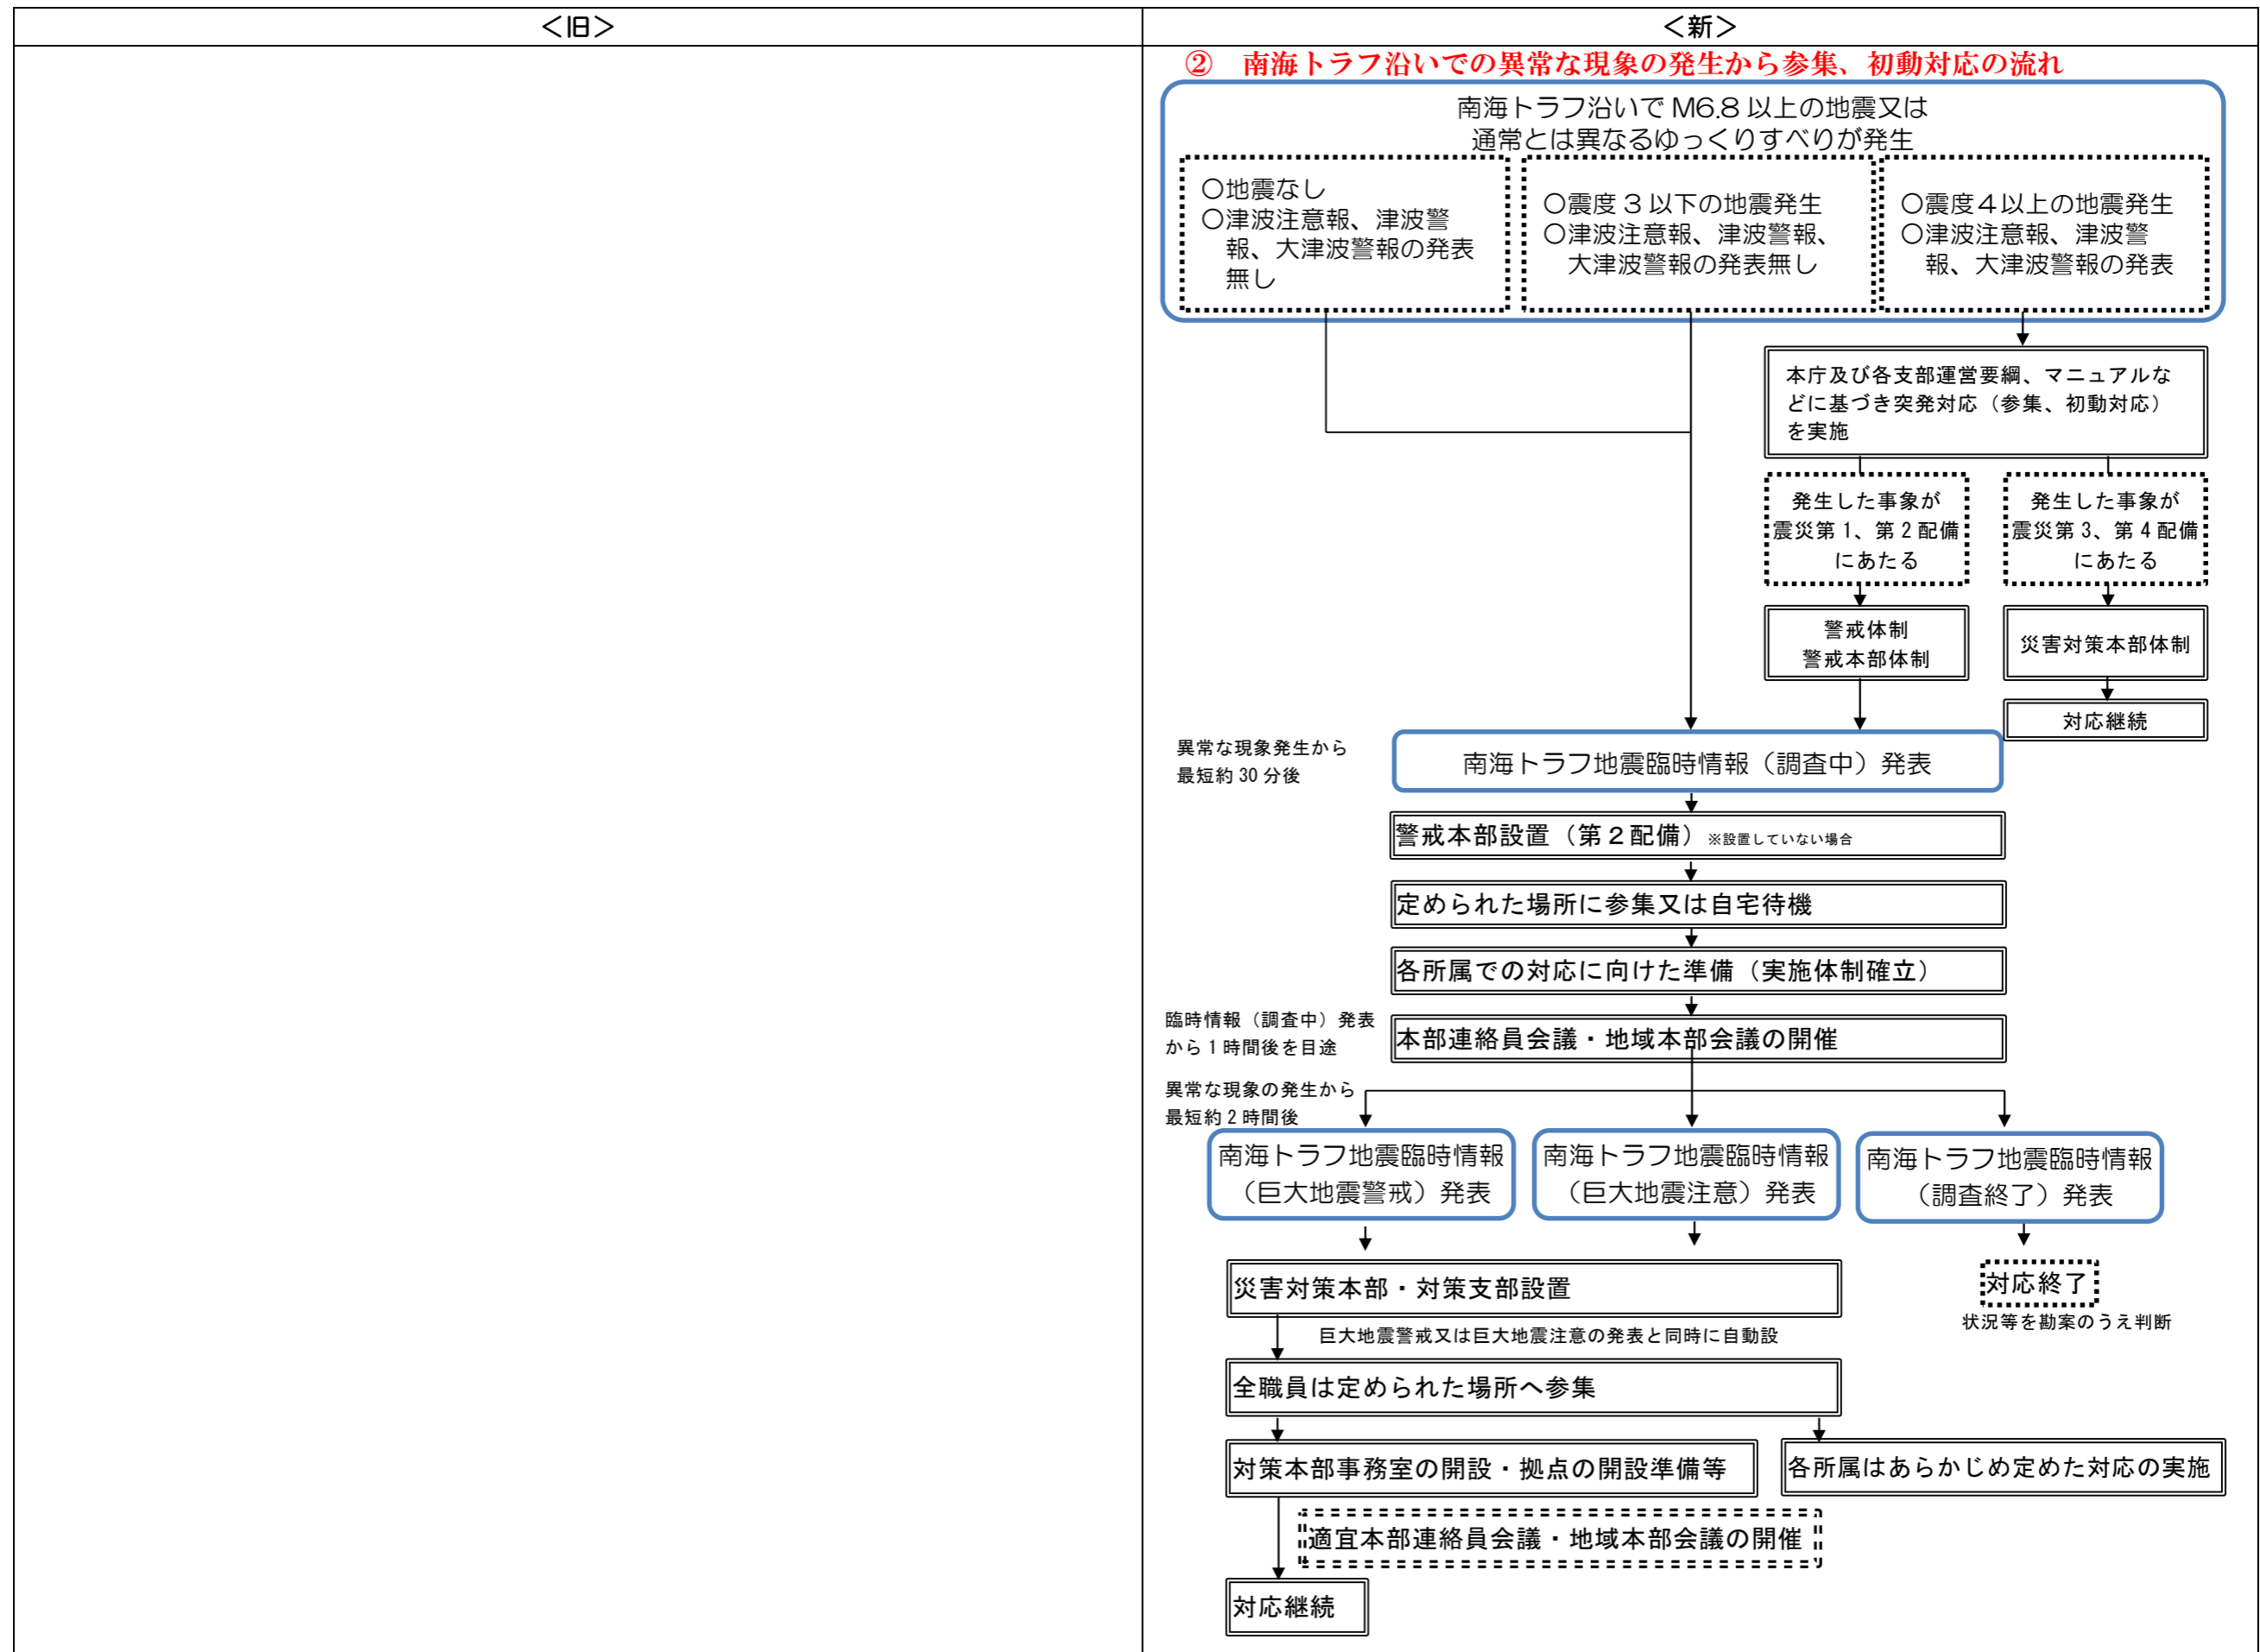 <旧>
<新>
② 南海トラフ沿いでの異常な現象の発生から参集、初動対応の流れ
南海トラフ沿いで M6.8 以上の地震又は
通常とは異なるゆっくりすべりが発生
○地震なし
○津波注意報、津波警
報、大津波警報の発表
無し
○震度 3 以下の地震発生
○津波注意報、津波警報、
大津波警報の発表無し
○震度４以上の地震発生
○津波注意報、津波警
報、大津波警報の発表
本庁及び各支部運営要綱、マニュアルな
どに基づき突発対応（参集、初動対応）
を実施
発生した事象が
震災第 1、第 2 配備
にあたる
発生した事象が
震災第 3、第 4 配備
にあたる
警戒体制
警戒本部体制
災害対策本部体制
対応継続
異常な現象発生から
最短約 30 分後
南海トラフ地震臨時情報（調査中）発表
警戒本部設置（第２配備）※設置していない場合
定められた場所に参集又は自宅待機
各所属での対応に向けた準備（実施体制確立）
臨時情報（調査中）発表
から 1 時間後を目途
本部連絡員会議・地域本部会議の開催
異常な現象の発生から
最短約 2 時間後
南海トラフ地震臨時情報
（巨大地震警戒）発表
南海トラフ地震臨時情報
（巨大地震注意）発表
南海トラフ地震臨時情報
（調査終了）発表
災害対策本部・対策支部設置
対応終了
状況等を勘案のうえ判断
巨大地震警戒又は巨大地震注意の発表と同時に自動設
全職員は定められた場所へ参集
対策本部事務室の開設・拠点の開設準備等
各所属はあらかじめ定めた対応の実施
適宜本部連絡員会議・地域本部会議の開催
対応継続